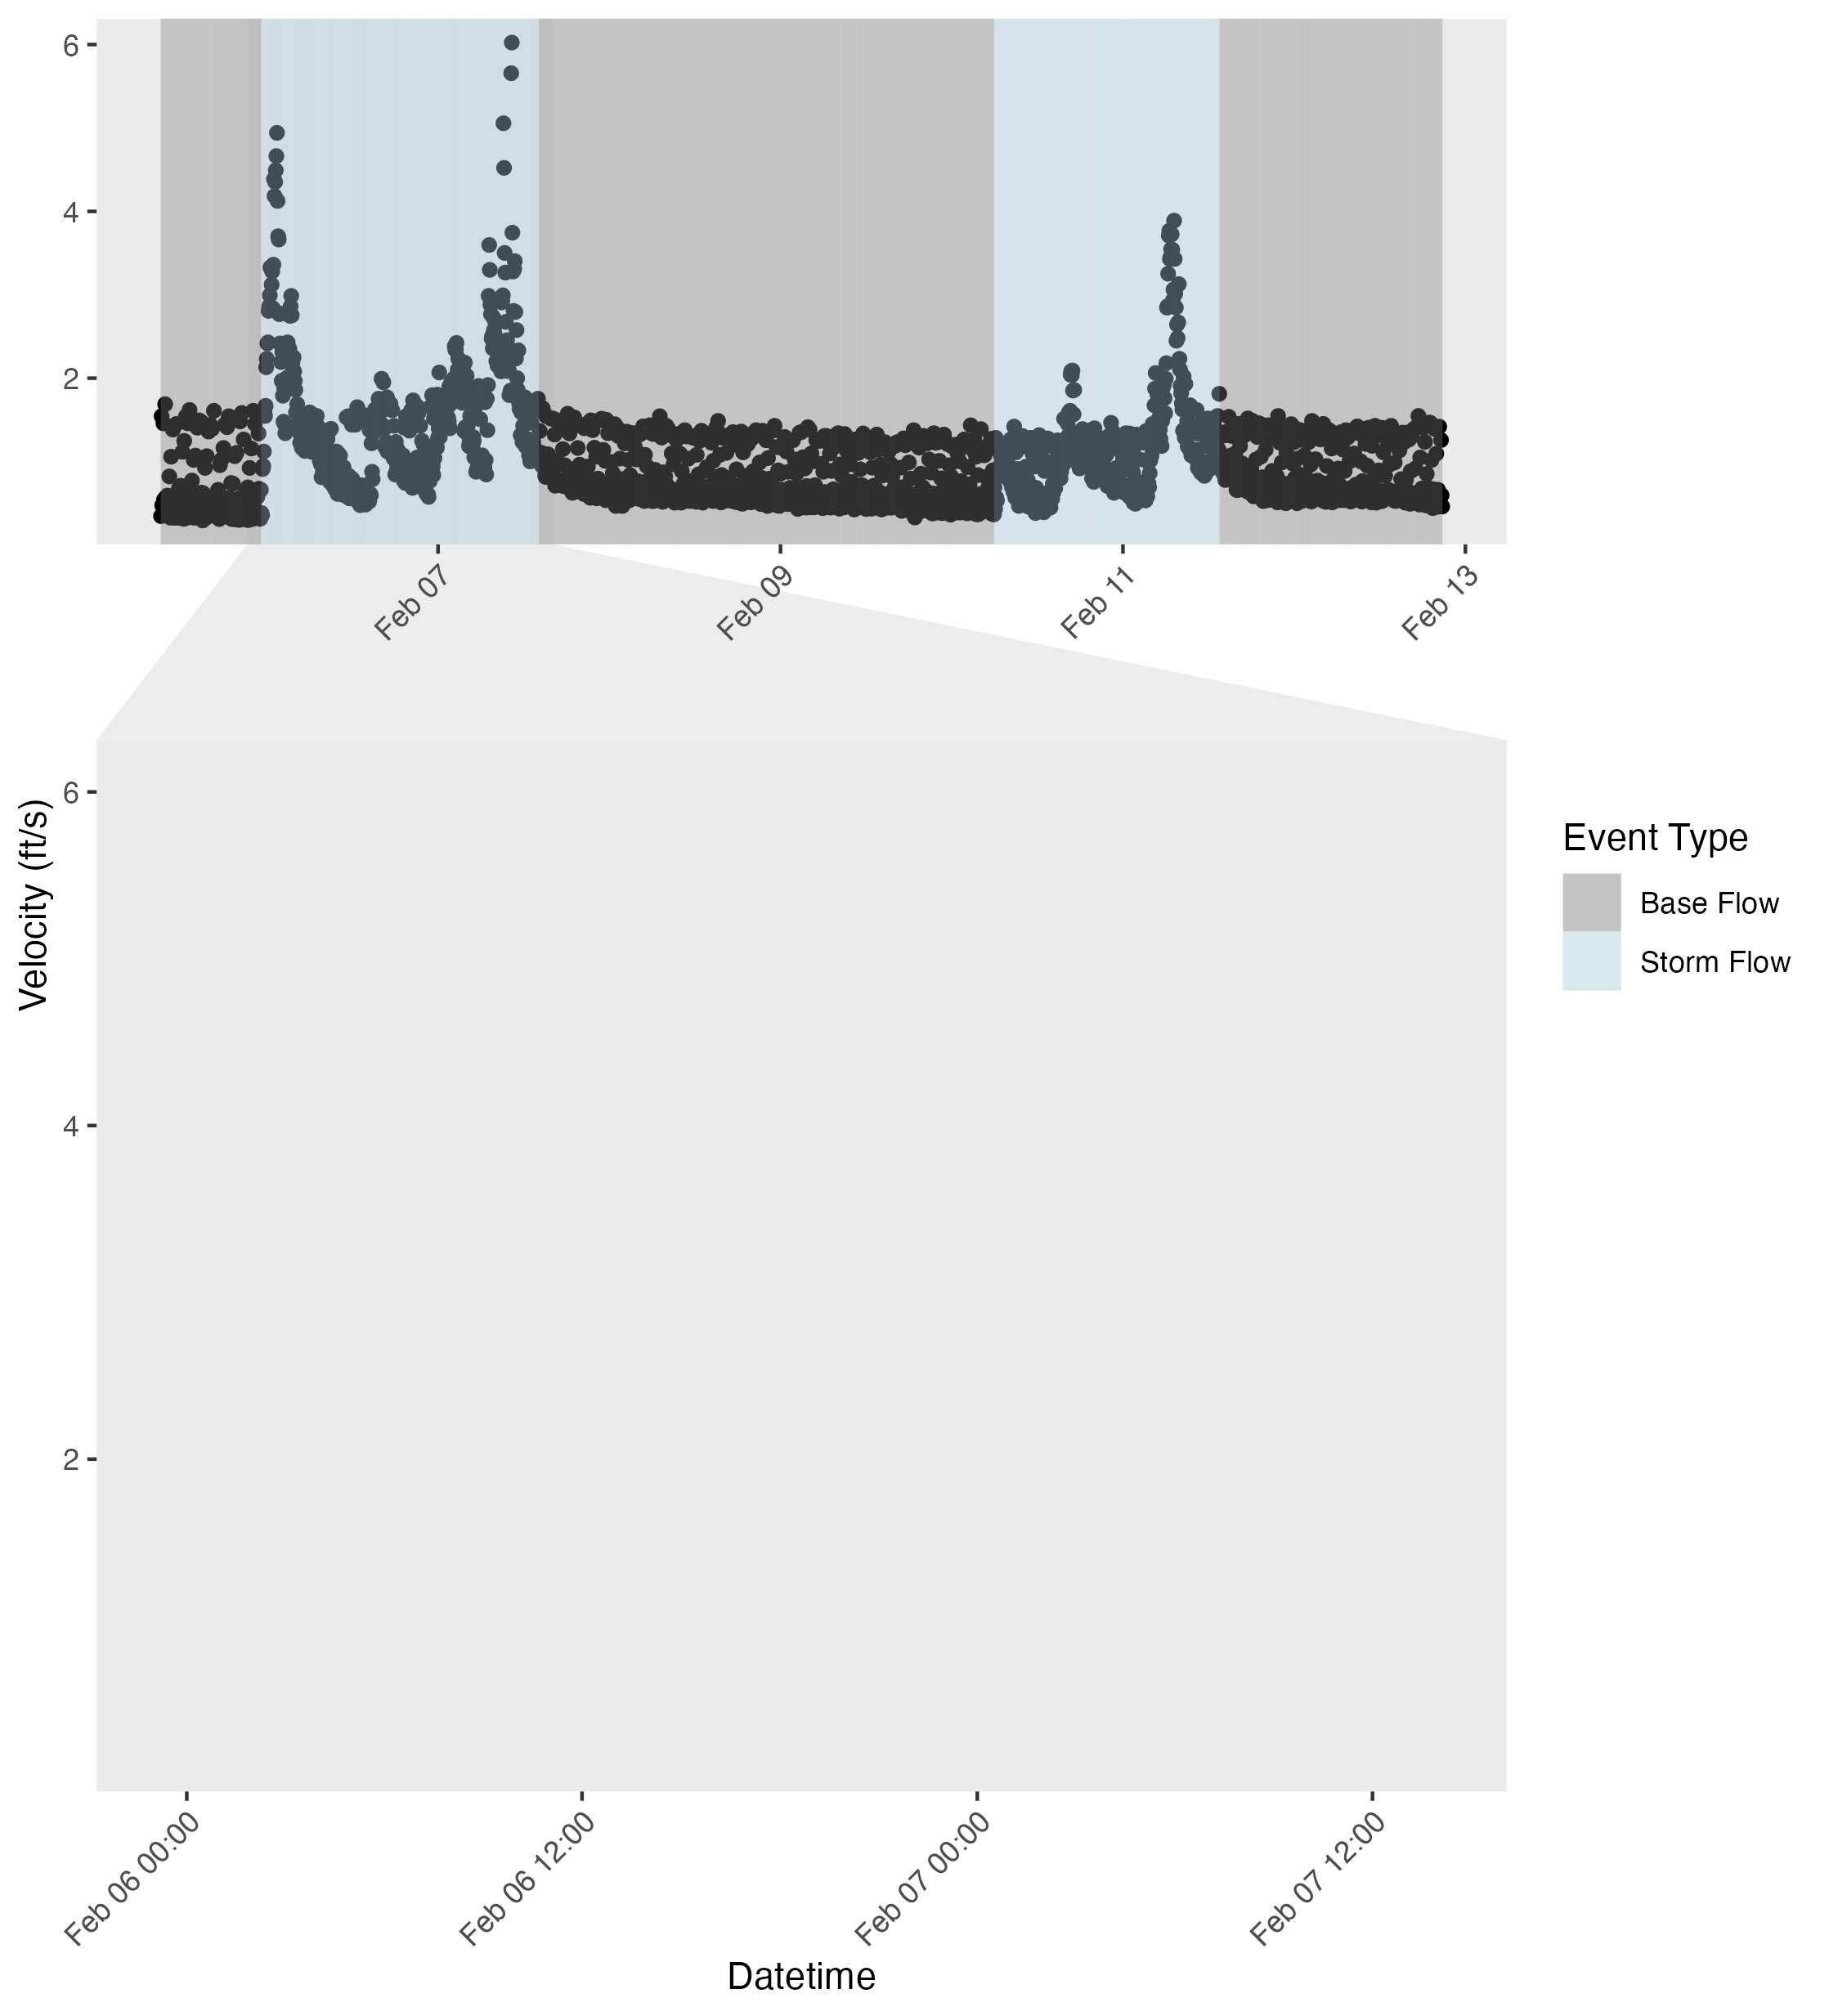 6
4
2
Feb 07
Feb 09
Feb 11
Feb 13
Velocity (ft/s)
6
4
2
Feb 06 00:00
Feb 06 12:00
Feb 07 00:00
Feb 07 12:00
Datetime
Event Type
Base Flow
Storm Flow